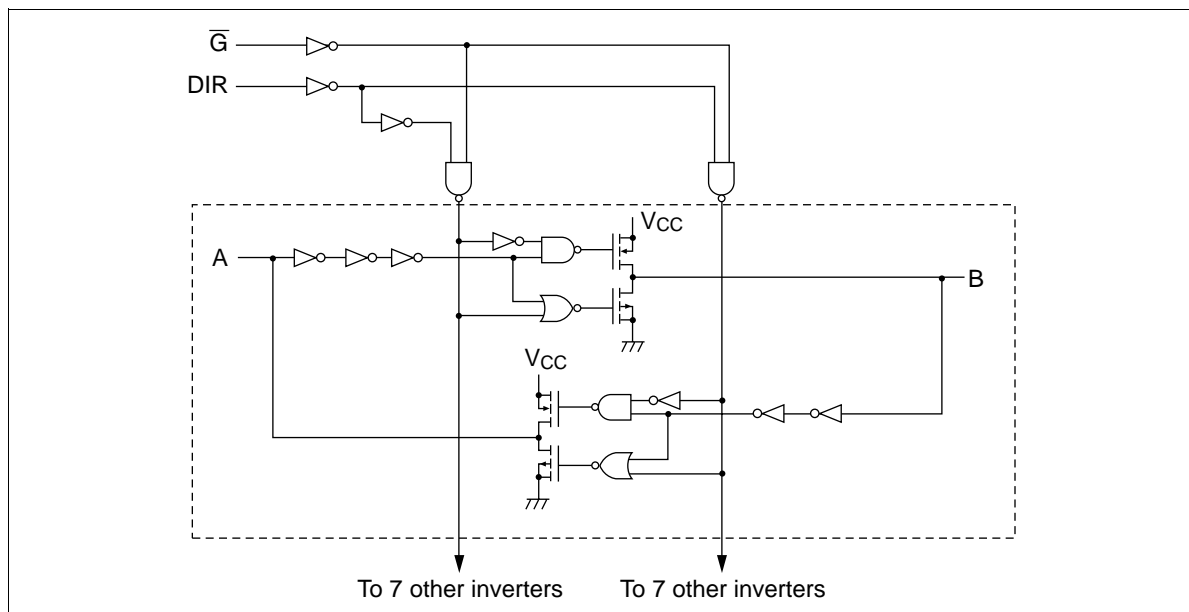 G̅
DIR
VCC
A
B
VCC
To 7 other inverters
To 7 other inverters